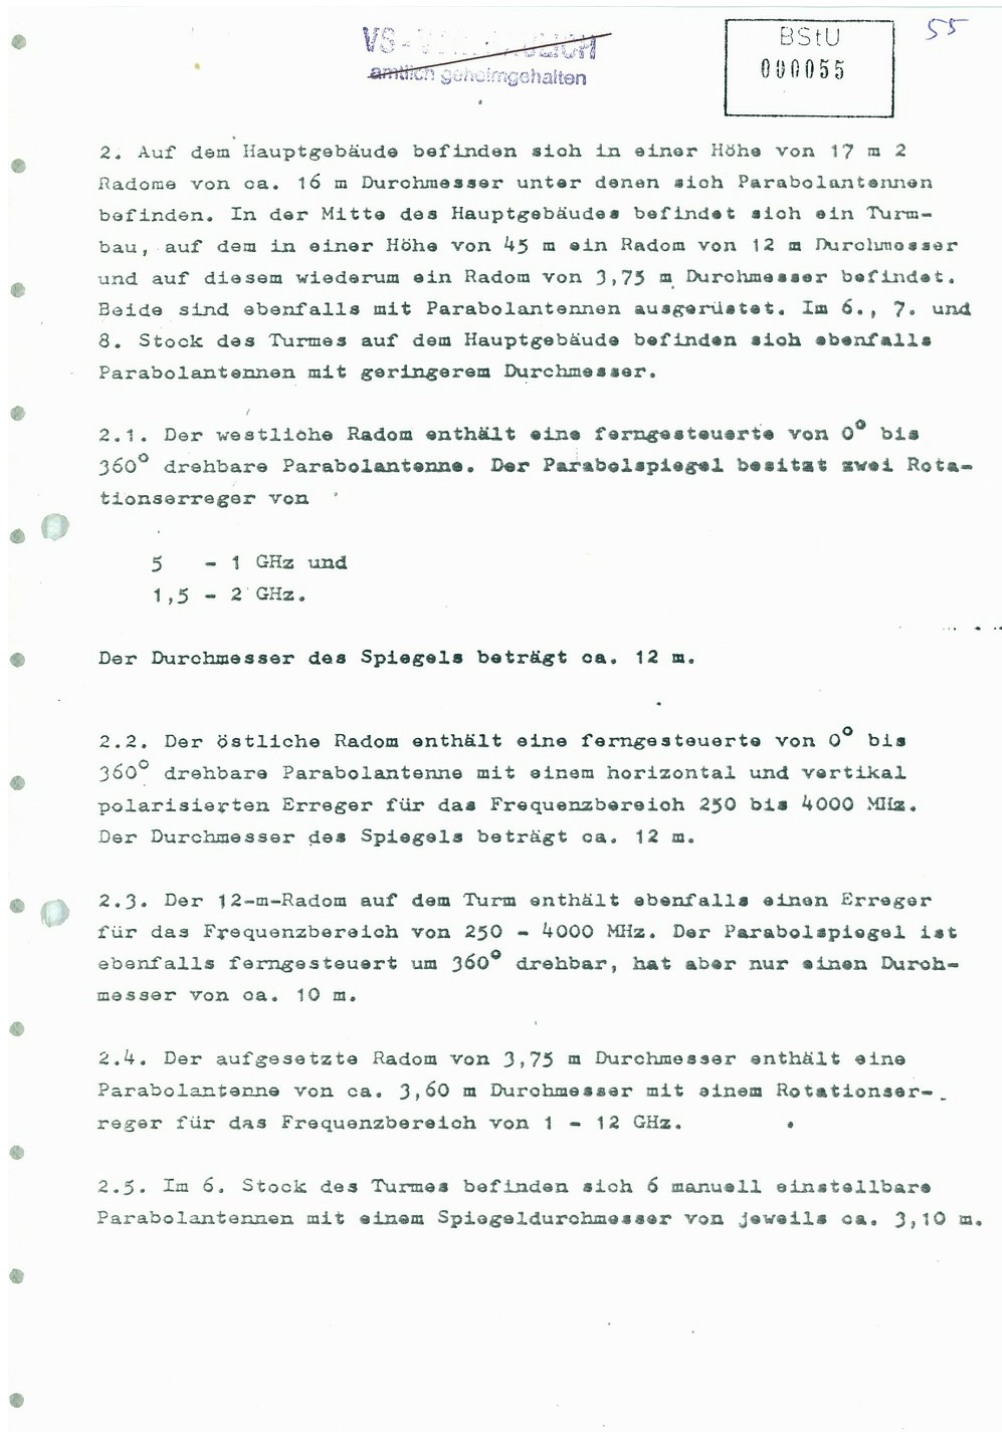 55
BStU
000055
VS -
amtlich geheimgehalten
2. Auf dem Hauptgebäude befinden sich in einer Höhe von 17 m 2
Radome von ca. 16 m Durchmesser unter denen sich Parabolantennen
befinden. In der Mitte des Hauptgebäudes befindet sich ein Turm-
bau, auf dem in einer Höhe von 45 m ein Radom von 12 m Durchmesser
und auf diesem wiederum ein Radom von 3,75 m Durchmesser befindet.
Beide sind ebenfalls mit Parabolantennen ausgerüstet. Im 6., 7. und
8. Stock des Turmes auf dem Hauptgebäude befinden sich ebenfalls
Parabolantennen mit geringerem Durchmesser.
2.1. Der westliche Radom enthält eine ferngesteuerte von 0° bis
360° drehbare Parabolantenne. Der Parabolspiegel besitzt zwei Rota-
tionserreger von
5 - 1 GHz und
1,5 - 2 GHz.
Der Durchmesser des Spiegels beträgt ca. 12 m.
2.2. Der östliche Radom enthält eine ferngesteuerte von 0° bis
360° drehbare Parabolantenne mit einem horizontal und vertikal
polarisierten Erreger für das Frequenzbereich 250 bis 4000 MHz.
Der Durchmesser des Spiegels beträgt ca. 12 m.
2.3. Der 12-m-Radom auf dem Turm enthält ebenfalls einen Erreger
für das Frequenzbereich von 250 - 4000 MHz. Der Parabolspiegel ist
ebenfalls ferngesteuert um 360° drehbar, hat aber nur einen Durch-
messer von ca. 10 m.
2.4. Der aufgesetzte Radom von 3,75 m Durchmesser enthält eine
Parabolantenne von ca. 3,60 m Durchmesser mit einem Rotationser-
reger für das Frequenzbereich von 1 - 12 GHz.
2.5. Im 6. Stock des Turmes befinden sich 6 manuell einstellbare
Parabolantennen mit einem Spiegeldurchmesser von jeweils ca. 3,10 m.